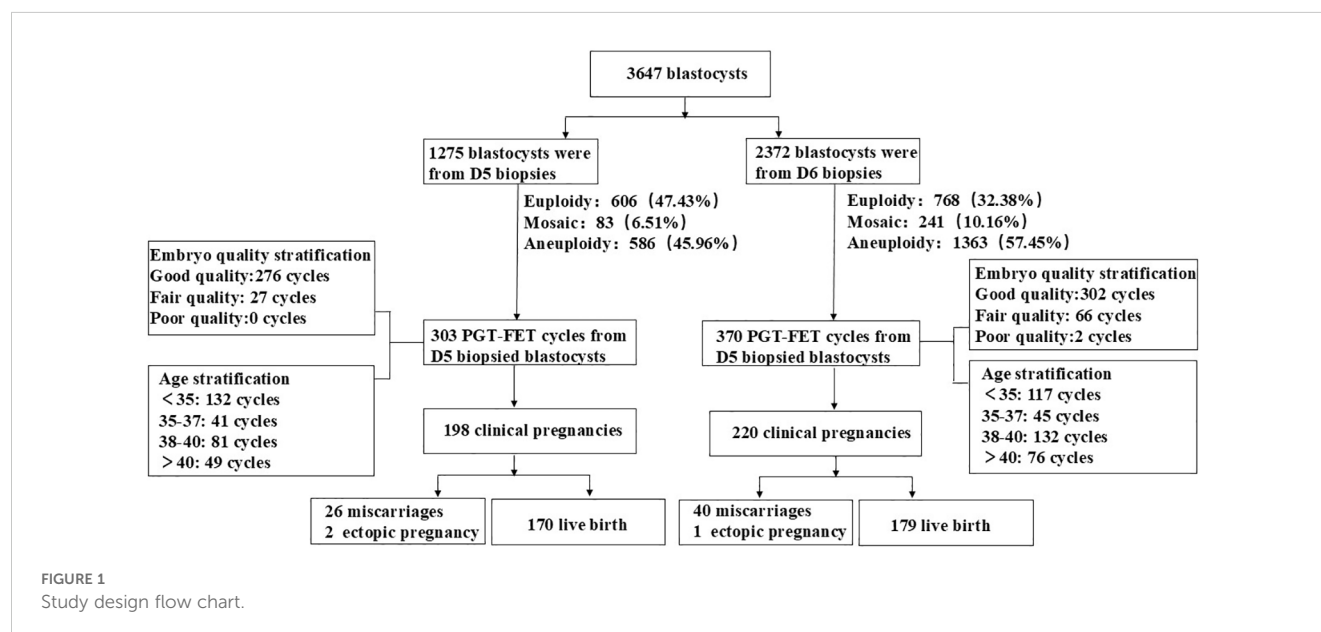 3647 blastocysts
1275 blastocysts were
from D5 biopsies
2372 blastocysts were
from D6 biopsies
Euploidy: 606 (47.43%)
Mosaic: 83 (6.51%)
Aneuploidy: 586 (45.96%)
Euploidy: 768 (32.38%)
Mosaic: 241 (10.16%)
Aneuploidy: 1363 (57.45%)
Embryo quality stratification
Good quality:276 cycles
Fair quality: 27 cycles
Poor quality:0 cycles
Embryo quality stratification
Good quality:302 cycles
Fair quality: 66 cycles
Poor quality:2 cycles
303 PGT-FET cycles from
D5 biopsied blastocysts
370 PGT-FET cycles from
D5 biopsied blastocysts
Age stratification
<35: 132 cycles
35-37: 41 cycles
38-40: 81 cycles
>40: 49 cycles
Age stratification
<35: 117 cycles
35-37: 45 cycles
38-40: 132 cycles
>40: 76 cycles
198 clinical pregnancies
220 clinical pregnancies
26 miscarriages
2 ectopic pregnancy
170 live birth
40 miscarriages
1 ectopic pregnancy
179 live birth
FIGURE 1
Study design flow chart.